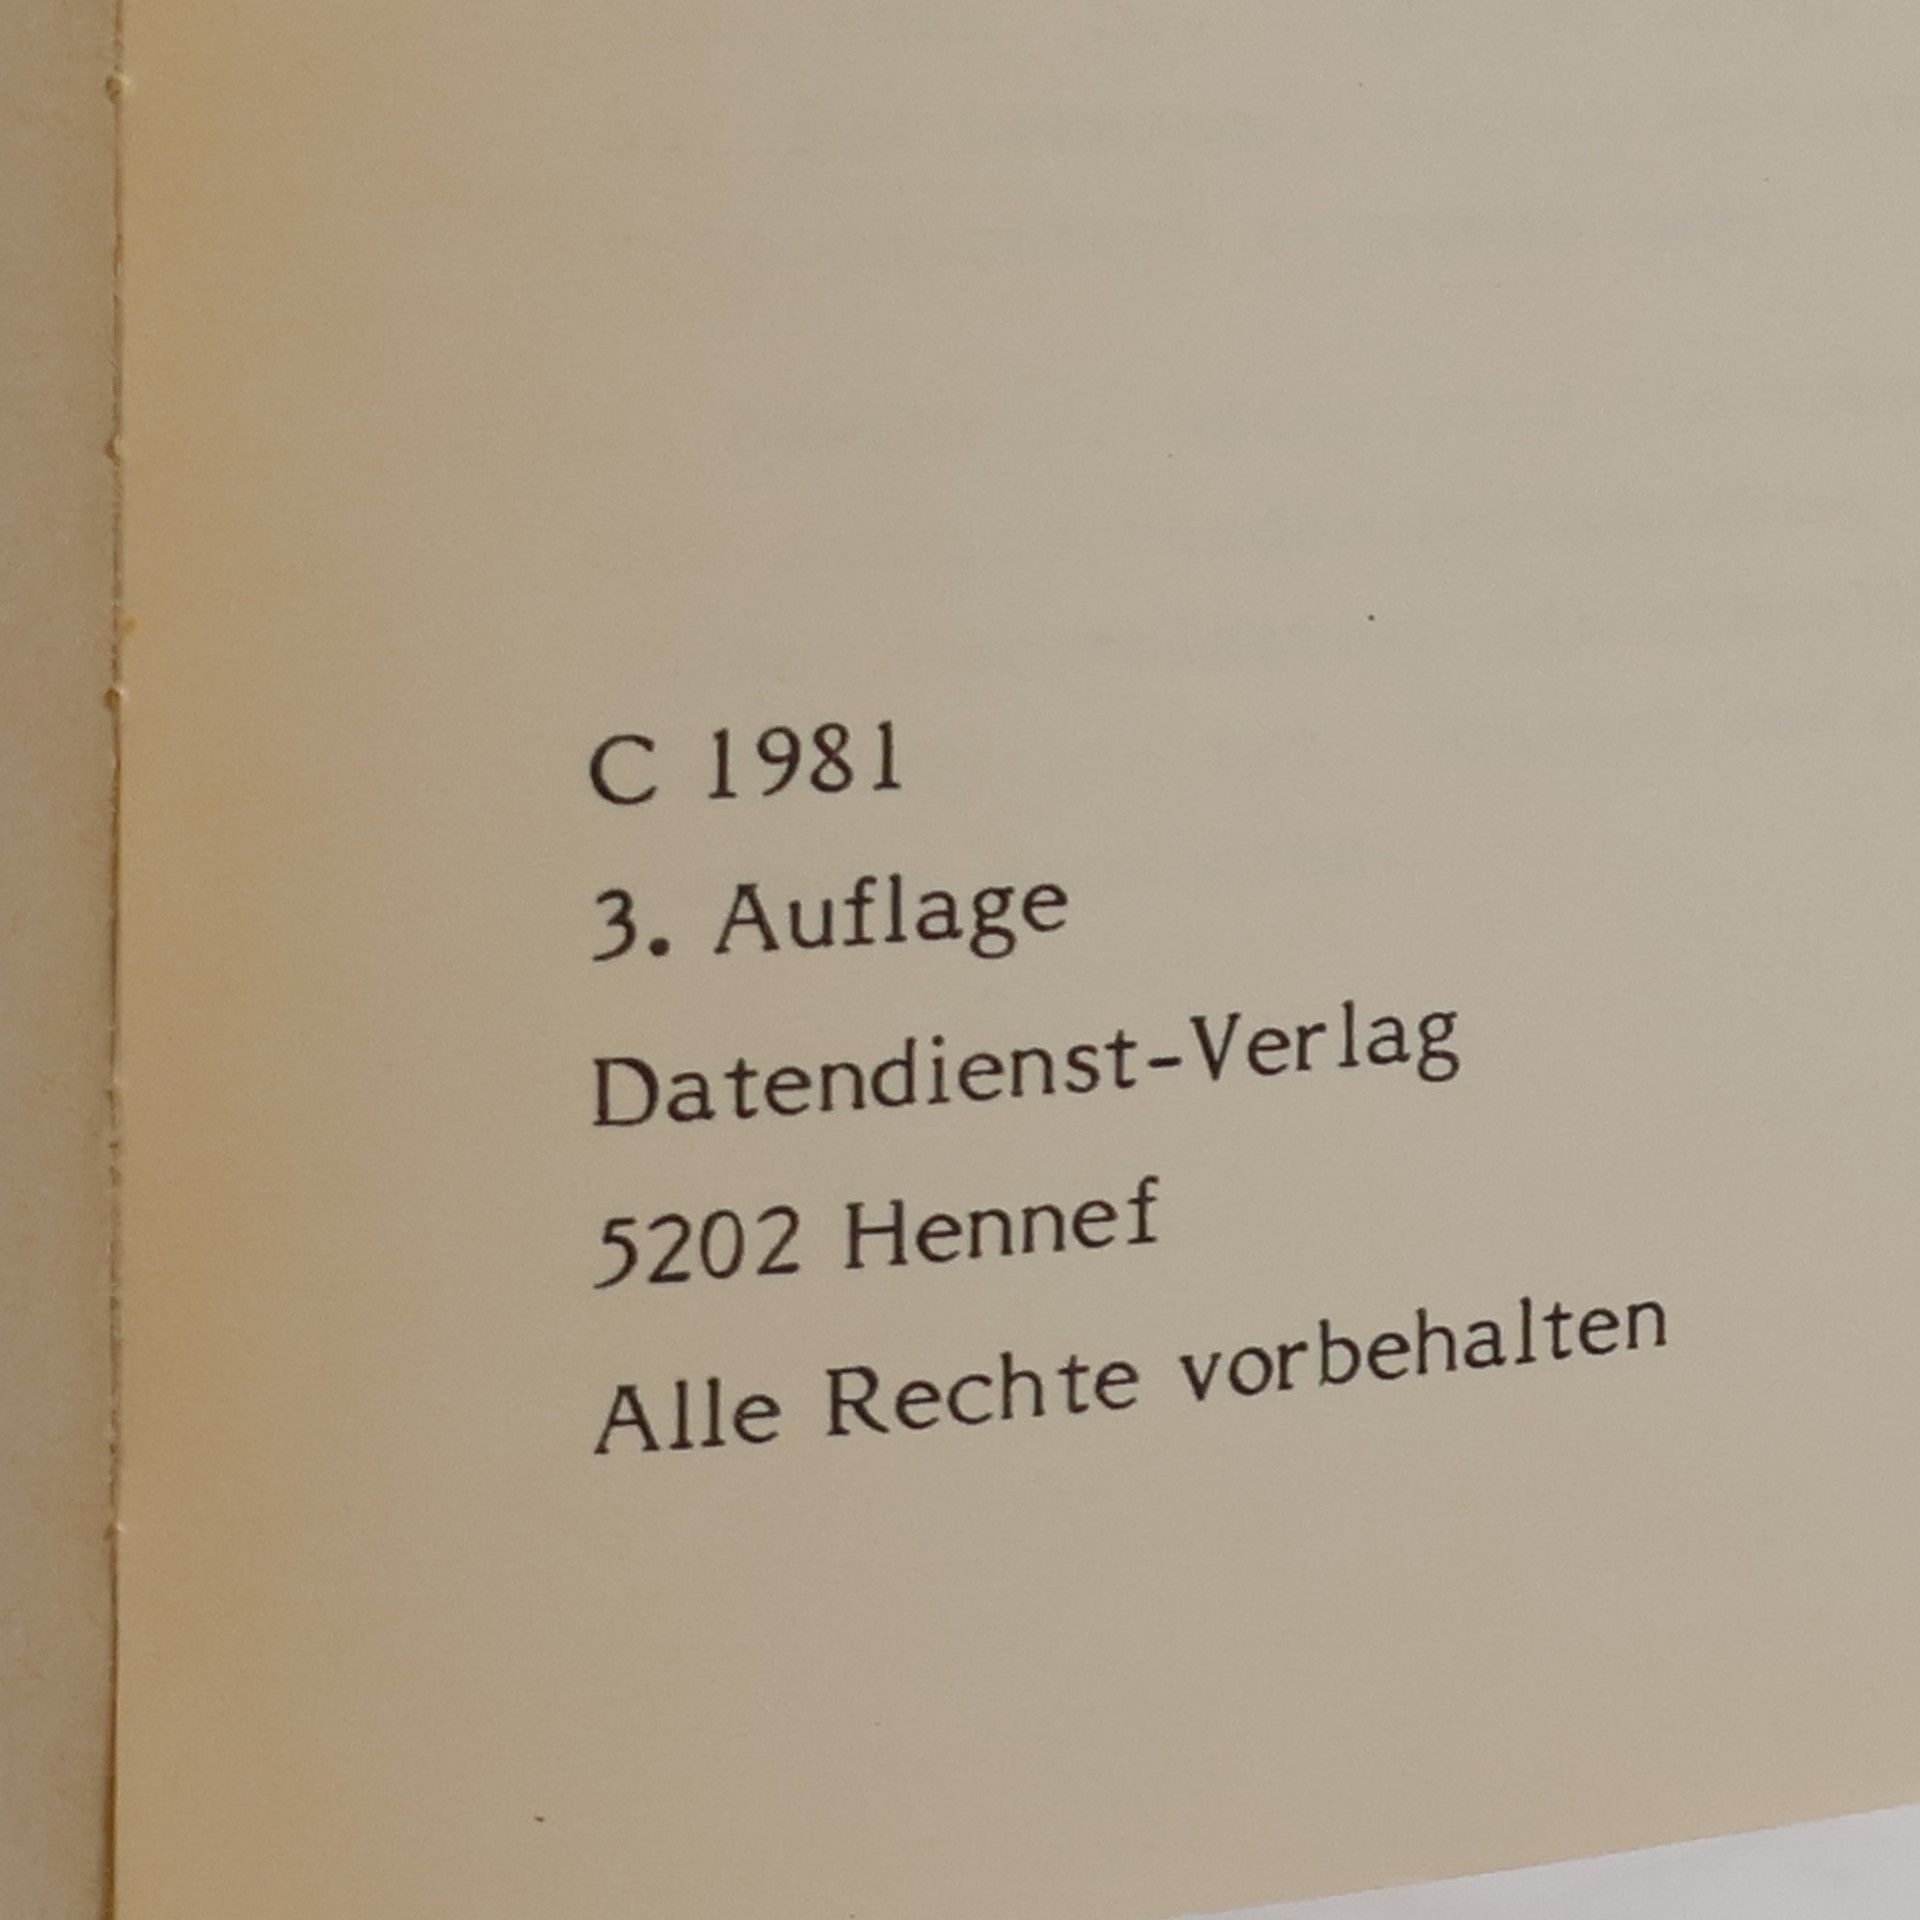 C 1981
3. Auflage
Datendienst-Verlag
5202 Hennef
Alle Rechte vorbehalten